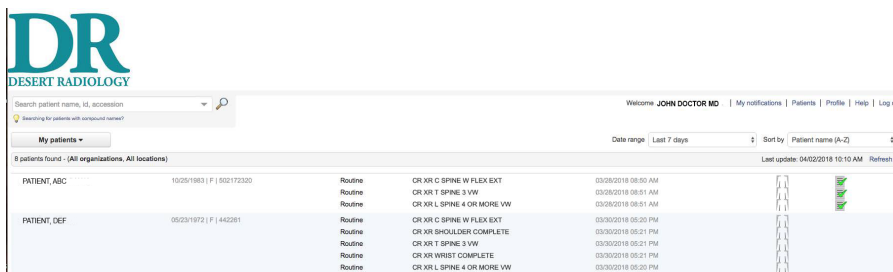 DR
DESERT RADIOLOGY
Search patient name, id, accession
Welcome JOHN DOCTOR MD | My notifications | Patients | Profile | Help | Log
Searching for patients with compound names?
My patients
Date range Last 7 days Sort by Patient name (A-Z)
8 patients found - (All organizations, All locations) Last update: 04/02/2018 10:10 AM Refresh
PATIENT, ABC 10/25/1983 | F | 502172320 Routine CR XR C SPINE W FLEX EXT 03/28/2018 08:50 AM
Routine CR XR T SPINE 3 VW 03/28/2018 08:51 AM
Routine CR XR L SPINE 4 OR MORE VW 03/28/2018 08:51 AM
PATIENT, DEF 05/23/1972 | F | 442281 Routine CR XR C SPINE W FLEX EXT 03/30/2018 05:20 PM
Routine CR XR SHOULDER COMPLETE 03/30/2018 05:21 PM
Routine CR XR T SPINE 3 VW 03/30/2018 05:21 PM
Routine CR XR WRIST COMPLETE 03/30/2018 05:21 PM
Routine CR XR L SPINE 4 OR MORE VW 03/30/2018 05:20 PM